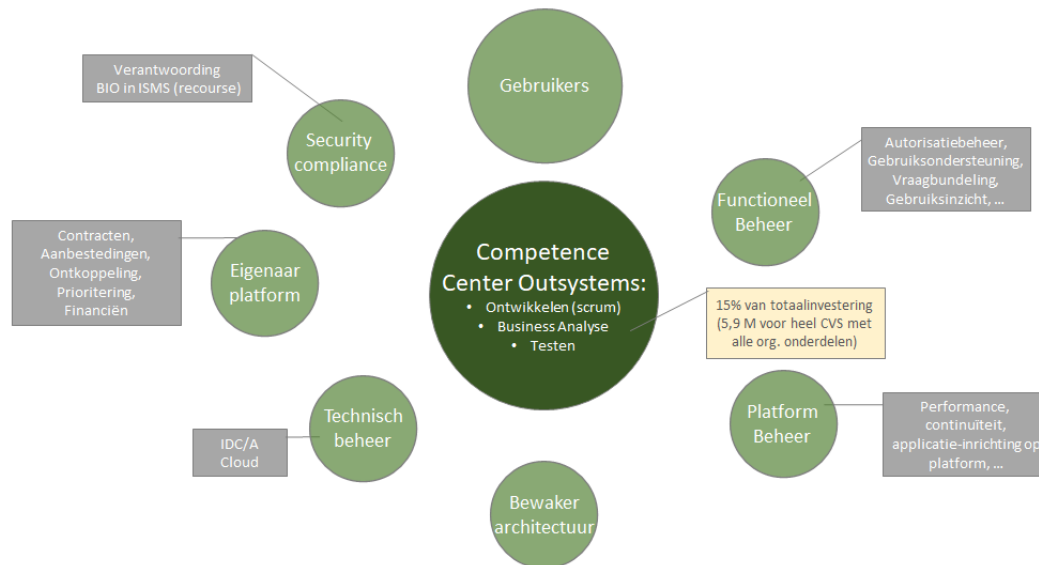 Gebruikers
Verantwoording
BIO in ISMS (recourse)
Security
compliance
Autorisatiebeheer,
Gebruiksondersteuning,
Vraagbundeling,
Gebruiksinzicht, ...
Functioneel
Beheer
Contracten,
Aanbestedingen,
Ontkoppeling,
Prioritering,
Financiën
Eigenaar
platform
Competence
Center Outsystems:
• Ontwikkelen (scrum)
• Business Analyse
• Testen
15% van totaalinvestering
(5,9 M voor heel CVS met
alle org. onderdelen)
Technisch
beheer
IDC/A
Cloud
Platform
Beheer
Performance,
continuïteit,
applicatie-inrichting op
platform, ...
Bewaker
architectuur